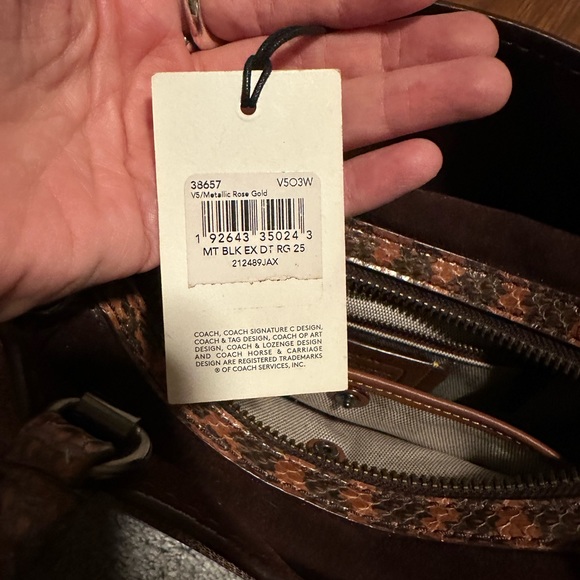 38657 V5O3W
V5/Metallic Rose Gold
1 92643 35024 3
MT BLK EX DT RG 25
212489JAX
COACH, COACH SIGNATURE C DESIGN,
COACH & TAG DESIGN, COACH OP ART
DESIGN, COACH & LOZENGE DESIGN
AND COACH HORSE & CARRIAGE
DESIGN ARE REGISTERED TRADEMARKS
® OF COACH SERVICES, INC.